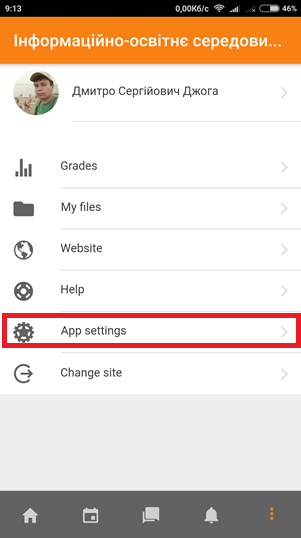 9:13
0,00Кб/с
46%
Інформаційно-освітнє середови...
Дмитро Сергійович Джога
Grades
My files
Website
Help
App settings
Change site